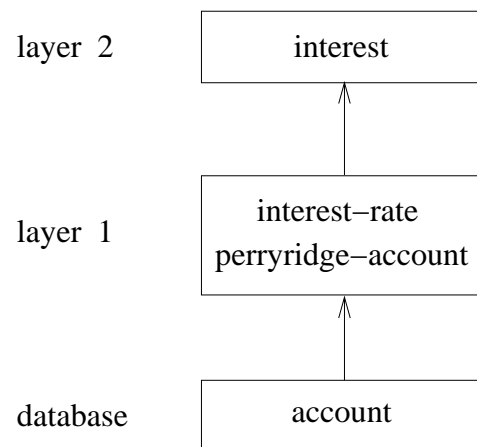 layer 2 interest
layer 1
interest−rate
perryridge−account
database account